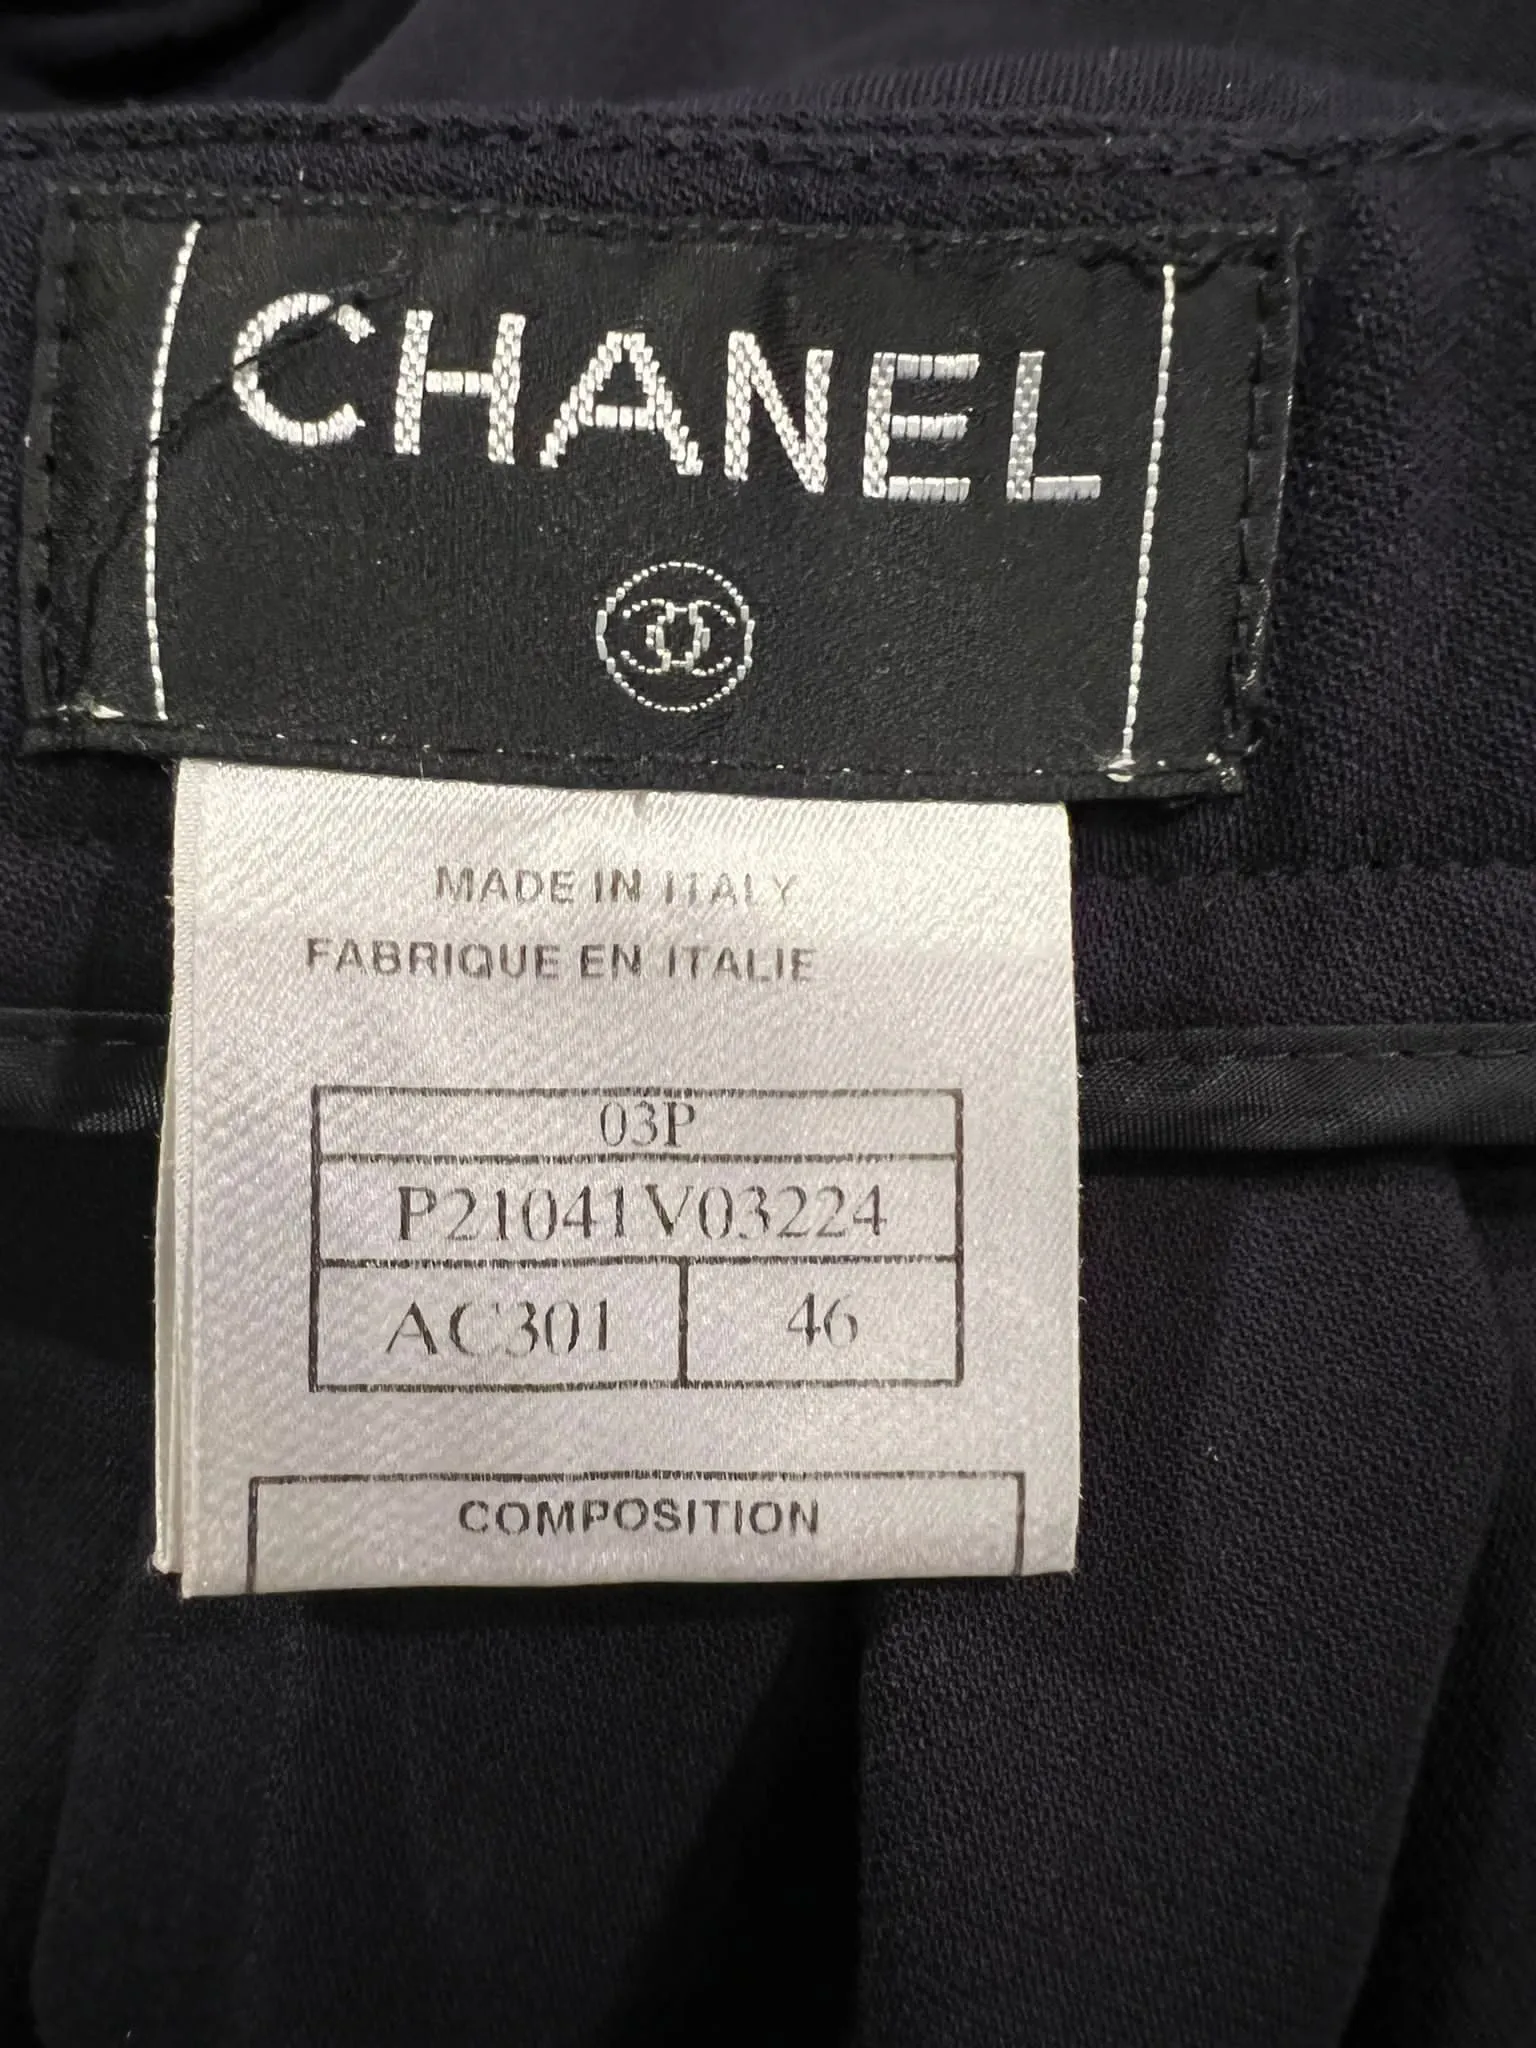 CHANEL
MADE IN ITALY
FABRIQUE EN ITALIE
03P
P21041V03224
AC301 46
COMPOSITION